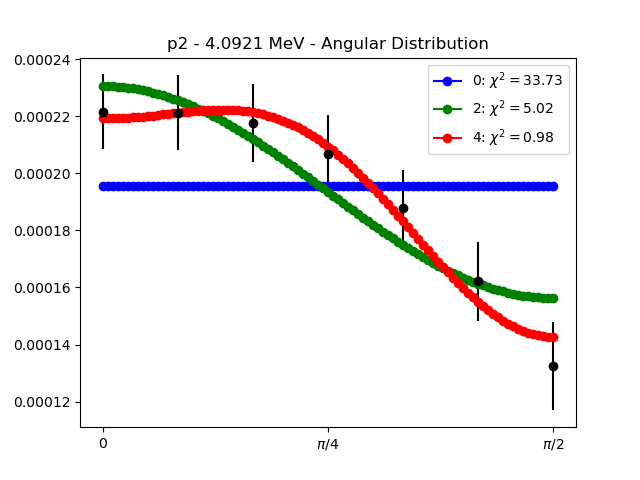 p2 - 4.0921 MeV - Angular Distribution
0.00024
0.00022
0.00020
0.00018
0.00016
0.00014
0.00012
0: χ² = 33.73
2: χ² = 5.02
4: χ² = 0.98
0
π/4
π/2